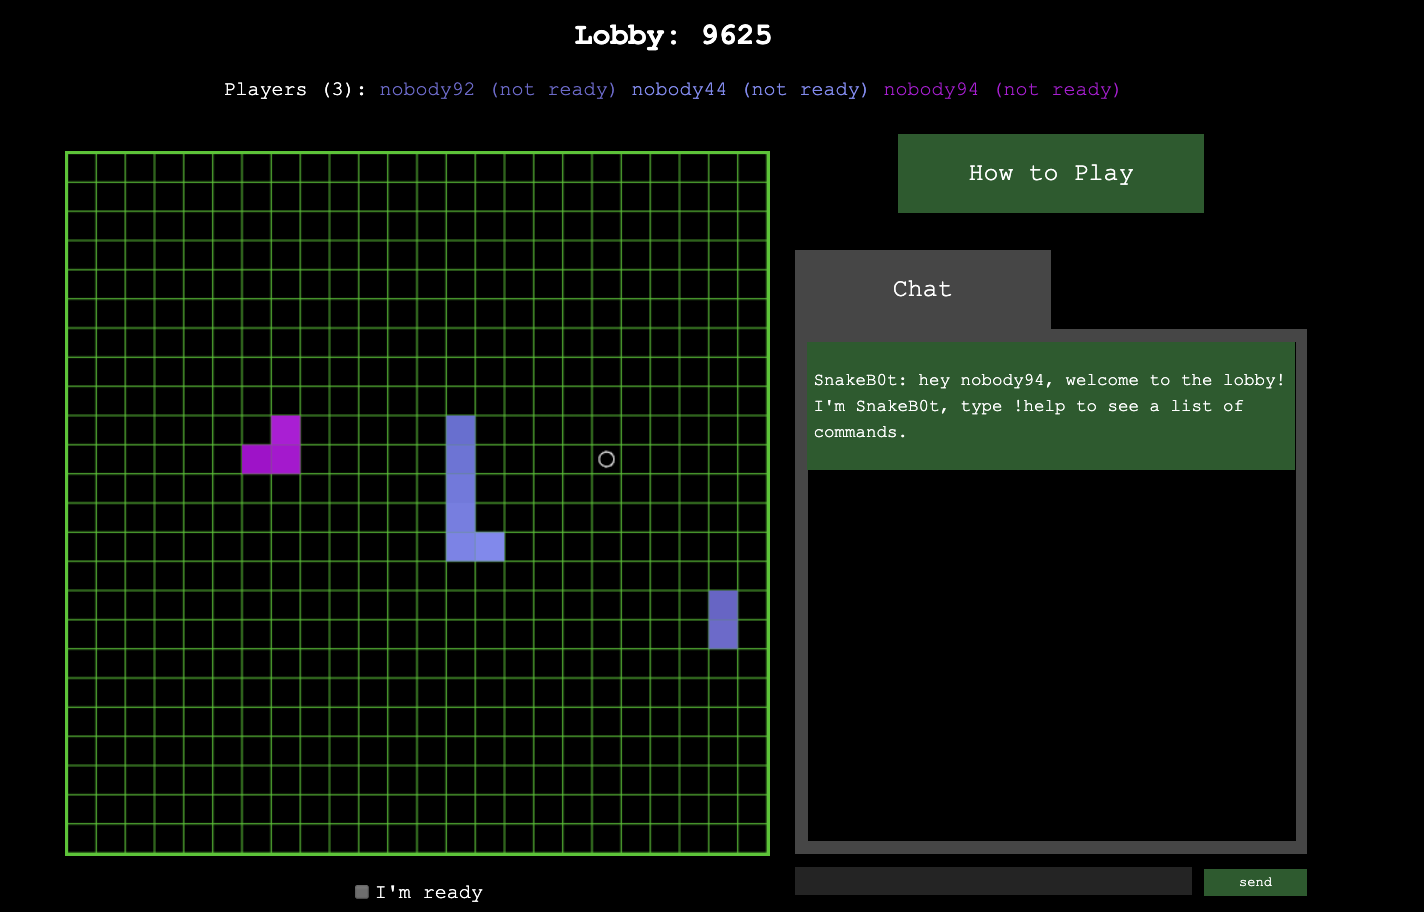 Lobby: 9625
Players (3): nobody92 (not ready) nobody44 (not ready) nobody94 (not ready)
How to Play
Chat
SnakeB0t: hey nobody94, welcome to the lobby!
I'm SnakeB0t, type !help to see a list of
commands.
I'm ready
send